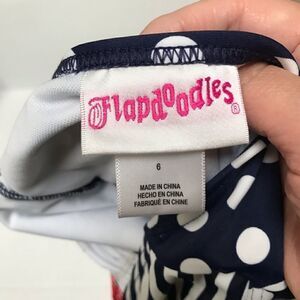 Flapdoodles®
6
MADE IN CHINA
HECHO EN CHINA
FABRIQUÉ EN CHINE